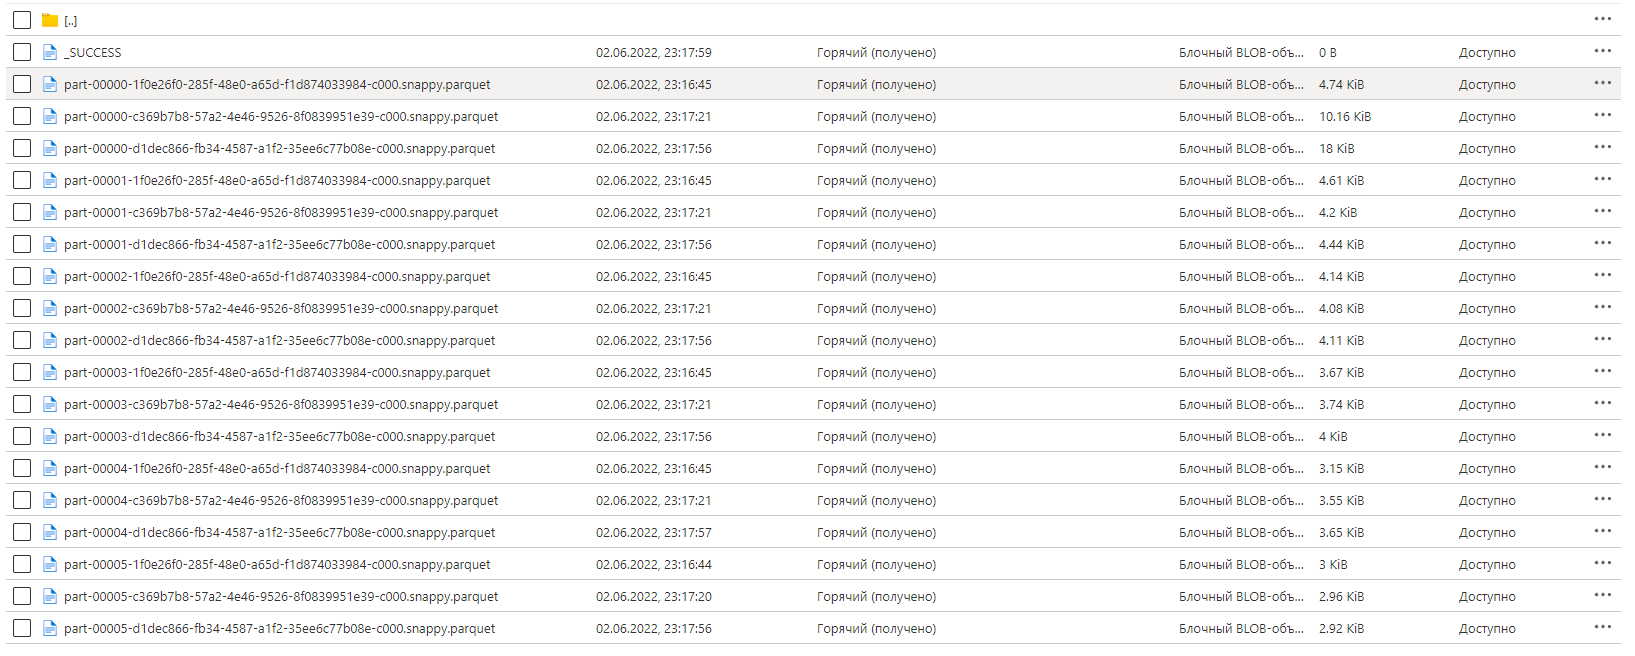 [..]
_SUCCESS 02.06.2022, 23:17:59 Горячий (получено) Блочный BLOB-объ... 0 B Доступно
part-00000-1f0e26f0-285f-48e0-a65d-f1d874033984-c000.snappy.parquet 02.06.2022, 23:16:45 Горячий (получено) Блочный BLOB-объ... 4.74 KiB Доступно
part-00000-c369b7b8-57a2-4e46-9526-8f0839951e39-c000.snappy.parquet 02.06.2022, 23:17:21 Горячий (получено) Блочный BLOB-объ... 10.16 KiB Доступно
part-00000-d1dec866-fb34-4587-a1f2-35ee6c77b08e-c000.snappy.parquet 02.06.2022, 23:17:56 Горячий (получено) Блочный BLOB-объ... 18 KiB Доступно
part-00001-1f0e26f0-285f-48e0-a65d-f1d874033984-c000.snappy.parquet 02.06.2022, 23:16:45 Горячий (получено) Блочный BLOB-объ... 4.61 KiB Доступно
part-00001-c369b7b8-57a2-4e46-9526-8f0839951e39-c000.snappy.parquet 02.06.2022, 23:17:21 Горячий (получено) Блочный BLOB-объ... 4.2 KiB Доступно
part-00001-d1dec866-fb34-4587-a1f2-35ee6c77b08e-c000.snappy.parquet 02.06.2022, 23:17:56 Горячий (получено) Блочный BLOB-объ... 4.44 KiB Доступно
part-00002-1f0e26f0-285f-48e0-a65d-f1d874033984-c000.snappy.parquet 02.06.2022, 23:16:45 Горячий (получено) Блочный BLOB-объ... 4.14 KiB Доступно
part-00002-c369b7b8-57a2-4e46-9526-8f0839951e39-c000.snappy.parquet 02.06.2022, 23:17:21 Горячий (получено) Блочный BLOB-объ... 4.08 KiB Доступно
part-00002-d1dec866-fb34-4587-a1f2-35ee6c77b08e-c000.snappy.parquet 02.06.2022, 23:17:56 Горячий (получено) Блочный BLOB-объ... 4.11 KiB Доступно
part-00003-1f0e26f0-285f-48e0-a65d-f1d874033984-c000.snappy.parquet 02.06.2022, 23:16:45 Горячий (получено) Блочный BLOB-объ... 3.67 KiB Доступно
part-00003-c369b7b8-57a2-4e46-9526-8f0839951e39-c000.snappy.parquet 02.06.2022, 23:17:21 Горячий (получено) Блочный BLOB-объ... 3.74 KiB Доступно
part-00003-d1dec866-fb34-4587-a1f2-35ee6c77b08e-c000.snappy.parquet 02.06.2022, 23:17:56 Горячий (получено) Блочный BLOB-объ... 4 KiB Доступно
part-00004-1f0e26f0-285f-48e0-a65d-f1d874033984-c000.snappy.parquet 02.06.2022, 23:16:45 Горячий (получено) Блочный BLOB-объ... 3.15 KiB Доступно
part-00004-c369b7b8-57a2-4e46-9526-8f0839951e39-c000.snappy.parquet 02.06.2022, 23:17:21 Горячий (получено) Блочный BLOB-объ... 3.55 KiB Доступно
part-00004-d1dec866-fb34-4587-a1f2-35ee6c77b08e-c000.snappy.parquet 02.06.2022, 23:17:57 Горячий (получено) Блочный BLOB-объ... 3.65 KiB Доступно
part-00005-1f0e26f0-285f-48e0-a65d-f1d874033984-c000.snappy.parquet 02.06.2022, 23:16:44 Горячий (получено) Блочный BLOB-объ... 3 KiB Доступно
part-00005-c369b7b8-57a2-4e46-9526-8f0839951e39-c000.snappy.parquet 02.06.2022, 23:17:20 Горячий (получено) Блочный BLOB-объ... 2.96 KiB Доступно
part-00005-d1dec866-fb34-4587-a1f2-35ee6c77b08e-c000.snappy.parquet 02.06.2022, 23:17:56 Горячий (получено) Блочный BLOB-объ... 2.92 KiB Доступно